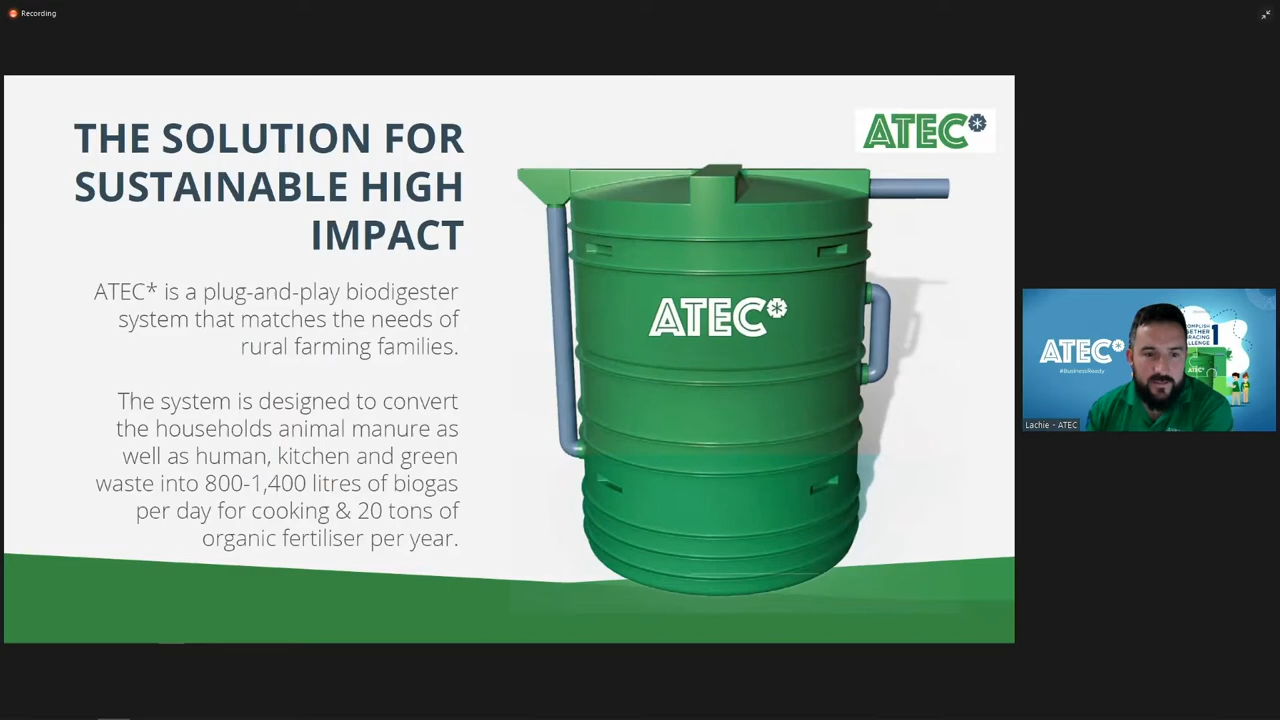 Recording
THE SOLUTION FOR
SUSTAINABLE HIGH
IMPACT
ATEC*
ATEC* is a plug-and-play biodigester
system that matches the needs of
rural farming families.
The system is designed to convert
the households animal manure as
well as human, kitchen and green
waste into 800-1,400 litres of biogas
per day for cooking & 20 tons of
organic fertiliser per year.
ATEC*
ATEC*
#BusinessReady
ATEC*
Lachie - ATEC